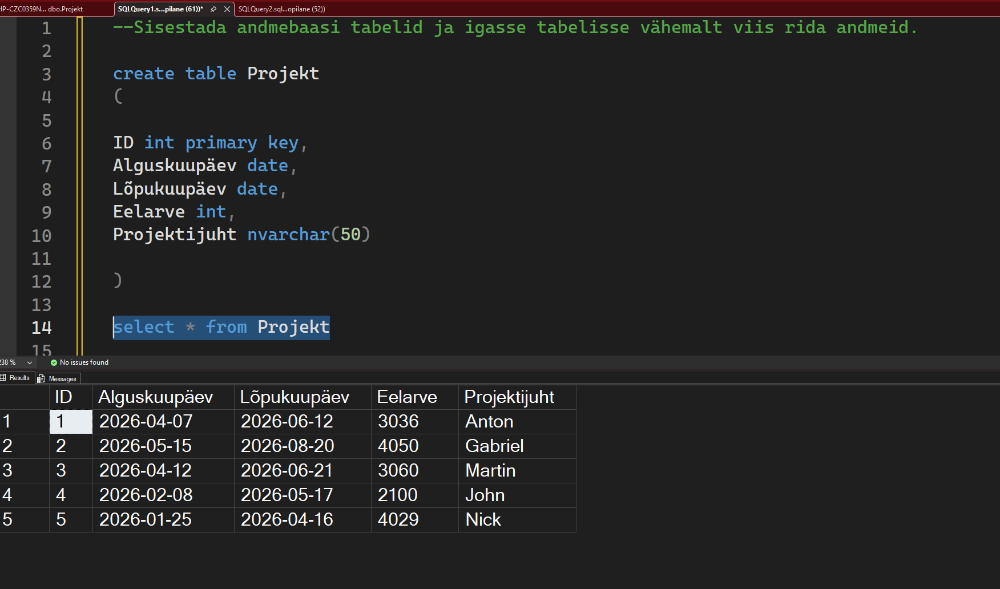 HP-CZC0359N... dbo.Projekt
SQLQuery1.s...pilane (61))*
SQLQuery2.sql...opilane (52))
1 --Sisestada andmebaasi tabelid ja igasse tabelisse vähemalt viis rida andmeid.
2
3 create table Projekt
4 (
5
6 ID int primary key,
7 Alguskuupäev date,
8 Lõpukuupäev date,
9 Eelarve int,
10 Projektijuht nvarchar(50)
11
12 )
13
14 select * from Projekt
15
238 %
No issues found
Results
Messages
ID Alguskuupäev Lõpukuupäev Eelarve Projektijuht
1 1 2026-04-07 2026-06-12 3036 Anton
2 2 2026-05-15 2026-08-20 4050 Gabriel
3 3 2026-04-12 2026-06-21 3060 Martin
4 4 2026-02-08 2026-05-17 2100 John
5 5 2026-01-25 2026-04-16 4029 Nick